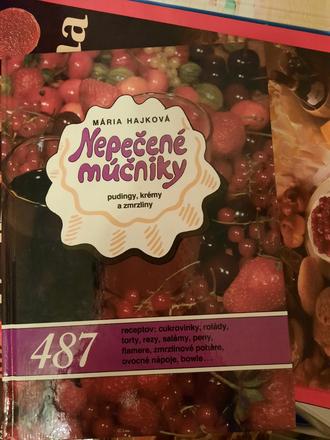 MÁRIA HAJKOVÁ
Nepečené
múčniky
pudingy, krémy
a zmrzliny
487
receptov: cukrovinky, rolády,
torty, rezy, salámy, peny,
flamere, zmrzlinové poháre,
ovocné nápoje, bowle...